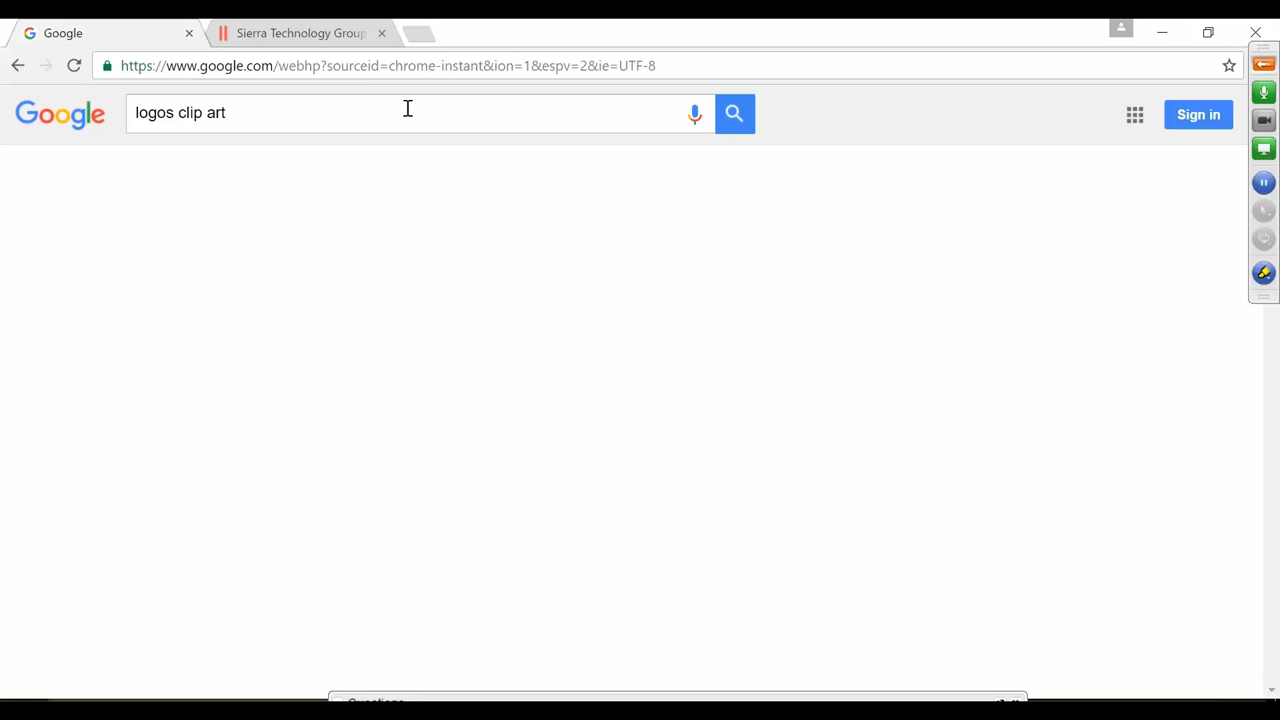 Google
Sierra Technology Group
https://www.google.com/webhp?sourceid=chrome-instant&ion=1&espv=2&ie=UTF-8
Google
logos clip art
Sign in
Questions